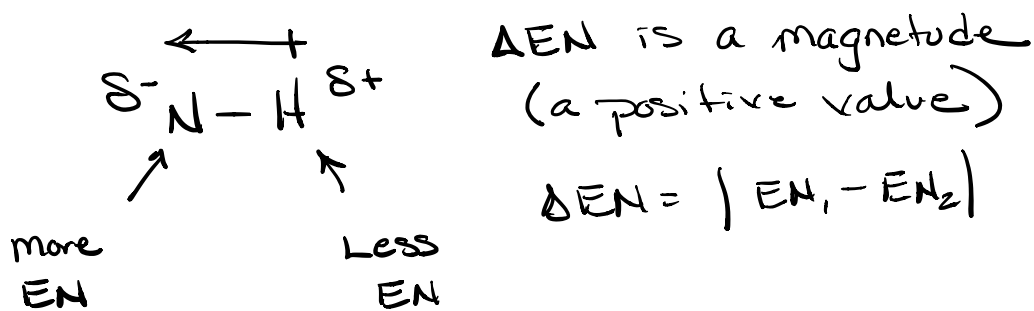 δ- N - H δ+
more
EN
Less
EN
ΔEN is a magnetude
(a positive value)
ΔEN = | EN₁ - EN₂ |